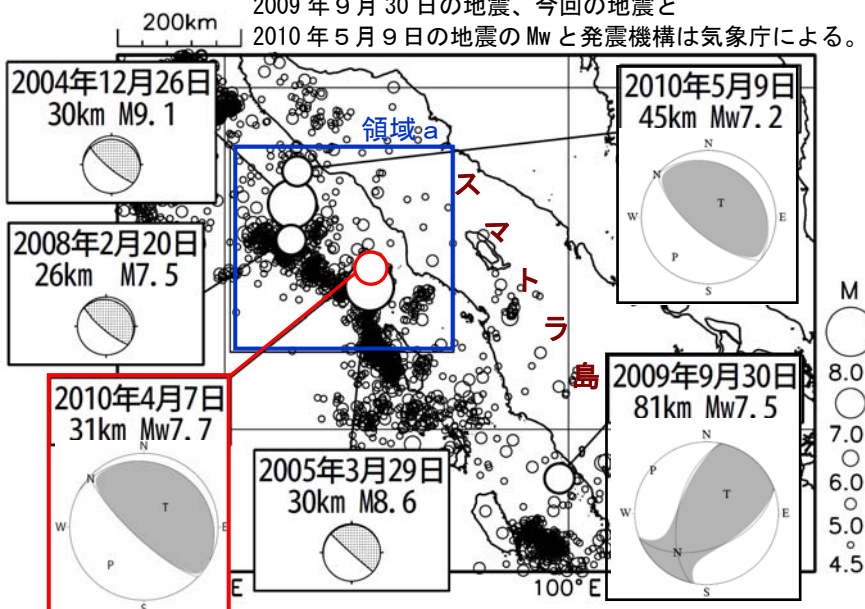 2009年９月30日の地震、今回の地震と
200km
2010年５月９日の地震のMwと発震機構は気象庁による。
2004年12月26日
30km M9.1
領域a
2010年5月9日
45km Mw7.2
N
N
T
W
E
P
S
スマトラ島
2008年2月20日
26km M7.5
M
8.0
7.0
6.0
5.0
4.5
2010年4月7日
31km Mw7.7
N
N
T
W
E
P
S
2005年3月29日
30km M8.6
2009年9月30日
81km Mw7.5
N
P
T
W
E
N
S
E
100°E